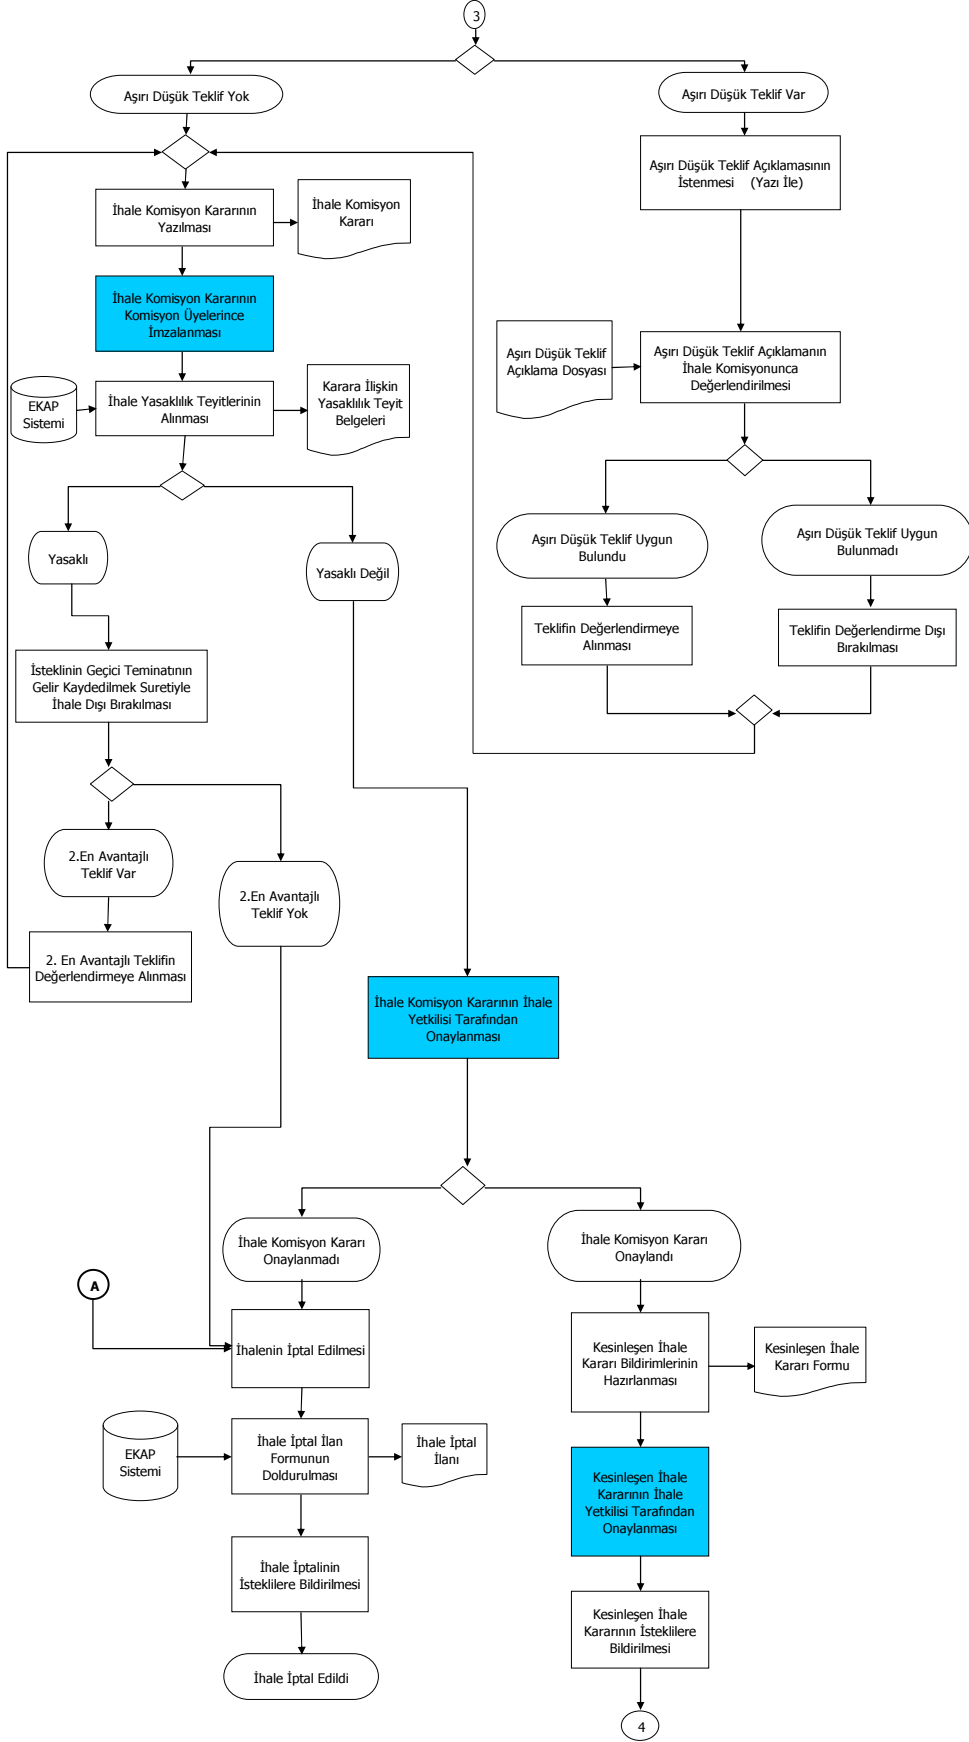 3
Aşırı Düşük Teklif Yok
Aşırı Düşük Teklif Var
Aşırı Düşük Teklif Açıklamasının
İstenmesi (Yazı İle)
İhale Komisyon Kararının
Yazılması
İhale Komisyon
Kararı
İhale Komisyon Kararının
Komisyon Üyelerince
İmzalanması
Aşırı Düşük Teklif
Açıklama Dosyası
Aşırı Düşük Teklif Açıklamanın
İhale Komisyonunca
Değerlendirilmesi
EKAP
Sistemi
İhale Yasaklılık Teyitlerinin
Alınması
Karara İlişkin
Yasaklılık Teyit
Belgeleri
Yasaklı
Yasaklı Değil
Aşırı Düşük Teklif Uygun
Bulundu
Aşırı Düşük Teklif Uygun
Bulunmadı
Teklifin Değerlendirmeye
Alınması
Teklifin Değerlendirme Dışı
Bırakılması
İsteklinin Geçici Teminatının
Gelir Kaydedilmek Suretiyle
İhale Dışı Bırakılması
2.En Avantajlı
Teklif Var
2.En Avantajlı
Teklif Yok
2. En Avantajlı Teklifin
Değerlendirmeye Alınması
İhale Komisyon Kararının İhale
Yetkilisi Tarafından
Onaylanması
İhale Komisyon Kararı
Onaylanmadı
İhale Komisyon Kararı
Onaylandı
A
İhalenin İptal Edilmesi
Kesinleşen İhale
Kararı Bildirimlerinin
Hazırlanması
Kesinleşen İhale
Kararı Formu
EKAP
Sistemi
İhale İptal İlan
Formunun
Doldurulması
İhale İptal
İlanı
Kesinleşen İhale
Kararının İhale
Yetkilisi Tarafından
Onaylanması
İhale İptalinin
İsteklilere Bildirilmesi
Kesinleşen İhale
Kararının İsteklilere
Bildirilmesi
İhale İptal Edildi
4